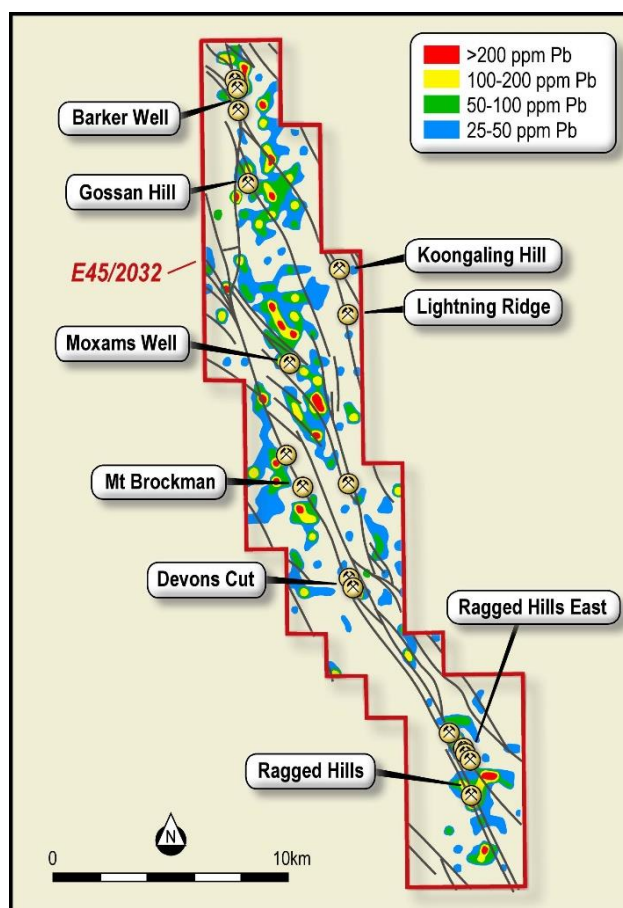 >200 ppm Pb
100-200 ppm Pb
50-100 ppm Pb
25-50 ppm Pb
Barker Well
Gossan Hill
Koongaling Hill
E45/2032
Lightning Ridge
Moxams Well
Mt Brockman
Devons Cut
Ragged Hills East
Ragged Hills
N
0
10km